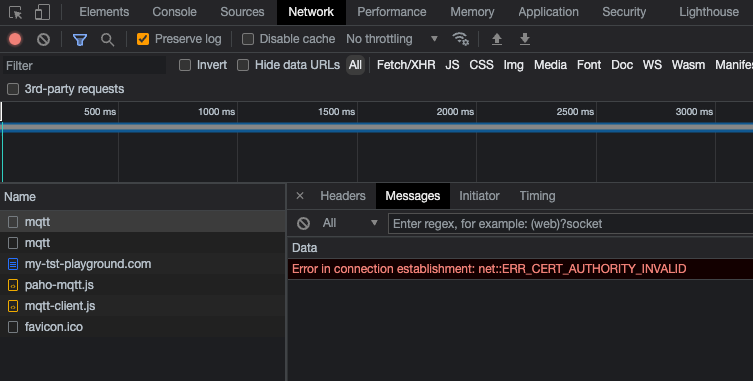 Elements Console Sources Network Performance Memory Application Security Lighthouse
Preserve log Disable cache No throttling
Filter Invert Hide data URLs All Fetch/XHR JS CSS Img Media Font Doc WS Wasm Manifes
3rd-party requests
500 ms 1000 ms 1500 ms 2000 ms 2500 ms 3000 ms
Name
mqtt
mqtt
my-tst-playground.com
paho-mqtt.js
mqtt-client.js
favicon.ico
× Headers Messages Initiator Timing
All Enter regex, for example: (web)?socket
Data
Error in connection establishment: net::ERR_CERT_AUTHORITY_INVALID